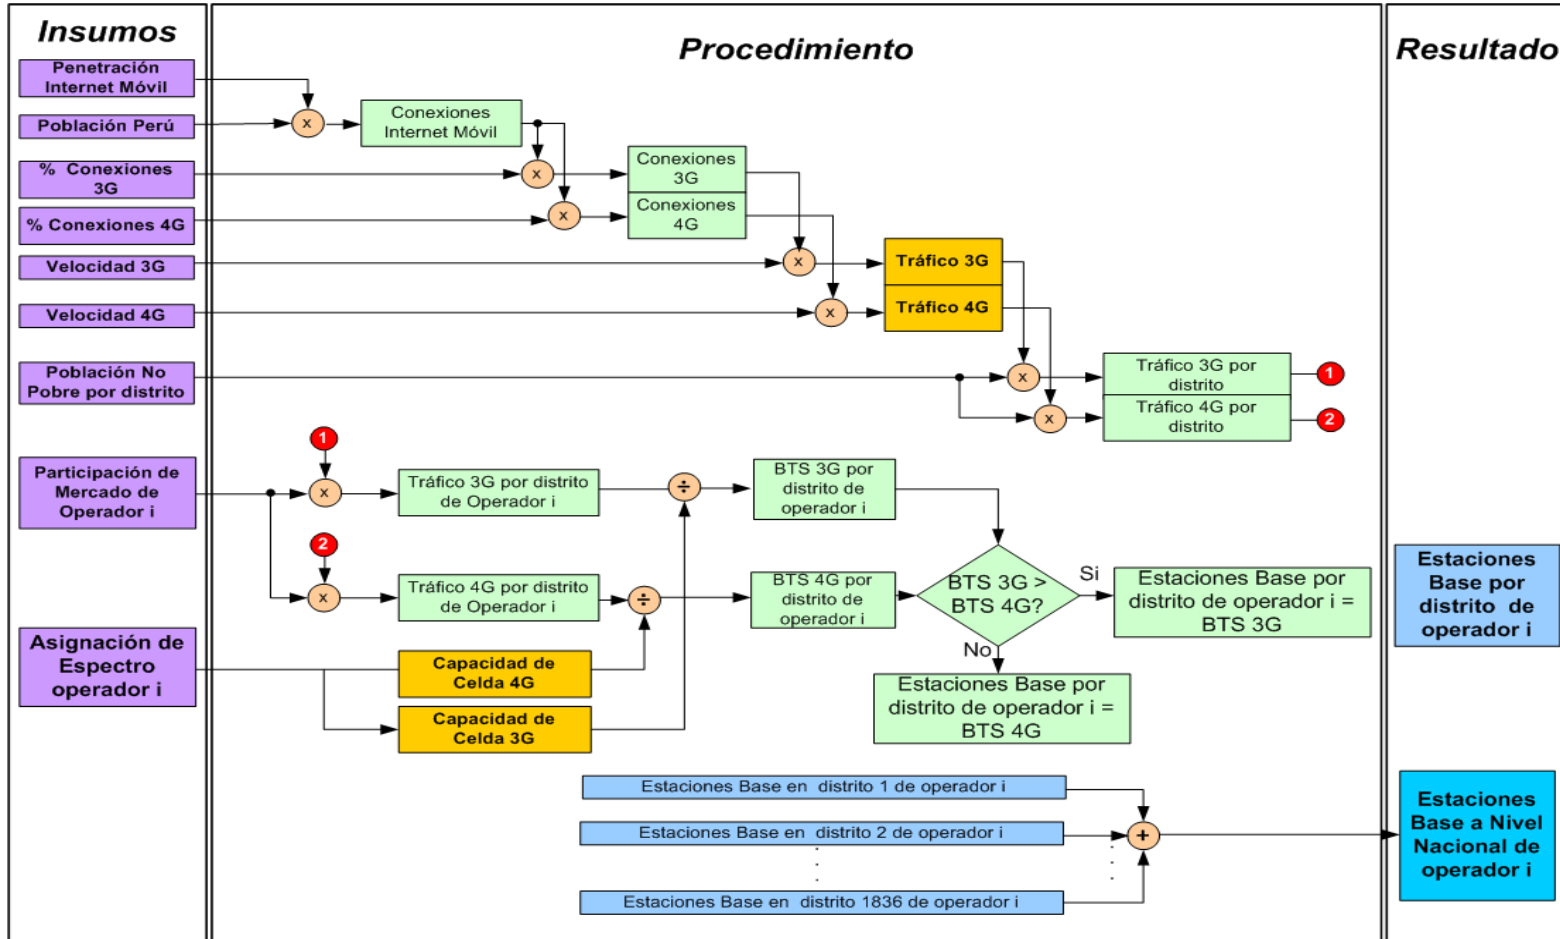 Insumos
Procedimiento
Resultado
Penetración
Internet Móvil
Población Perú
x
Conexiones
Internet Móvil
% Conexiones
3G
x
Conexiones
3G
% Conexiones 4G
x
Conexiones
4G
Velocidad 3G
x
Tráfico 3G
Velocidad 4G
x
Tráfico 4G
Población No
Pobre por distrito
x
Tráfico 3G por
distrito
1
x
Tráfico 4G por
distrito
2
1
Participación de
Mercado de
Operador i
x
Tráfico 3G por distrito
de Operador i
÷
BTS 3G por
distrito de
operador i
2
x
Tráfico 4G por distrito
de Operador i
÷
BTS 4G por
distrito de
operador i
BTS 3G >
BTS 4G?
Si
Estaciones Base por
distrito de operador i =
BTS 3G
Estaciones
Base por
distrito de
operador i
No
Estaciones Base por
distrito de operador i =
BTS 4G
Asignación de
Espectro
operador i
Capacidad de
Celda 4G
Capacidad de
Celda 3G
Estaciones Base en distrito 1 de operador i
Estaciones Base en distrito 2 de operador i
+
Estaciones Base en distrito 1836 de operador i
Estaciones
Base a Nivel
Nacional de
operador i